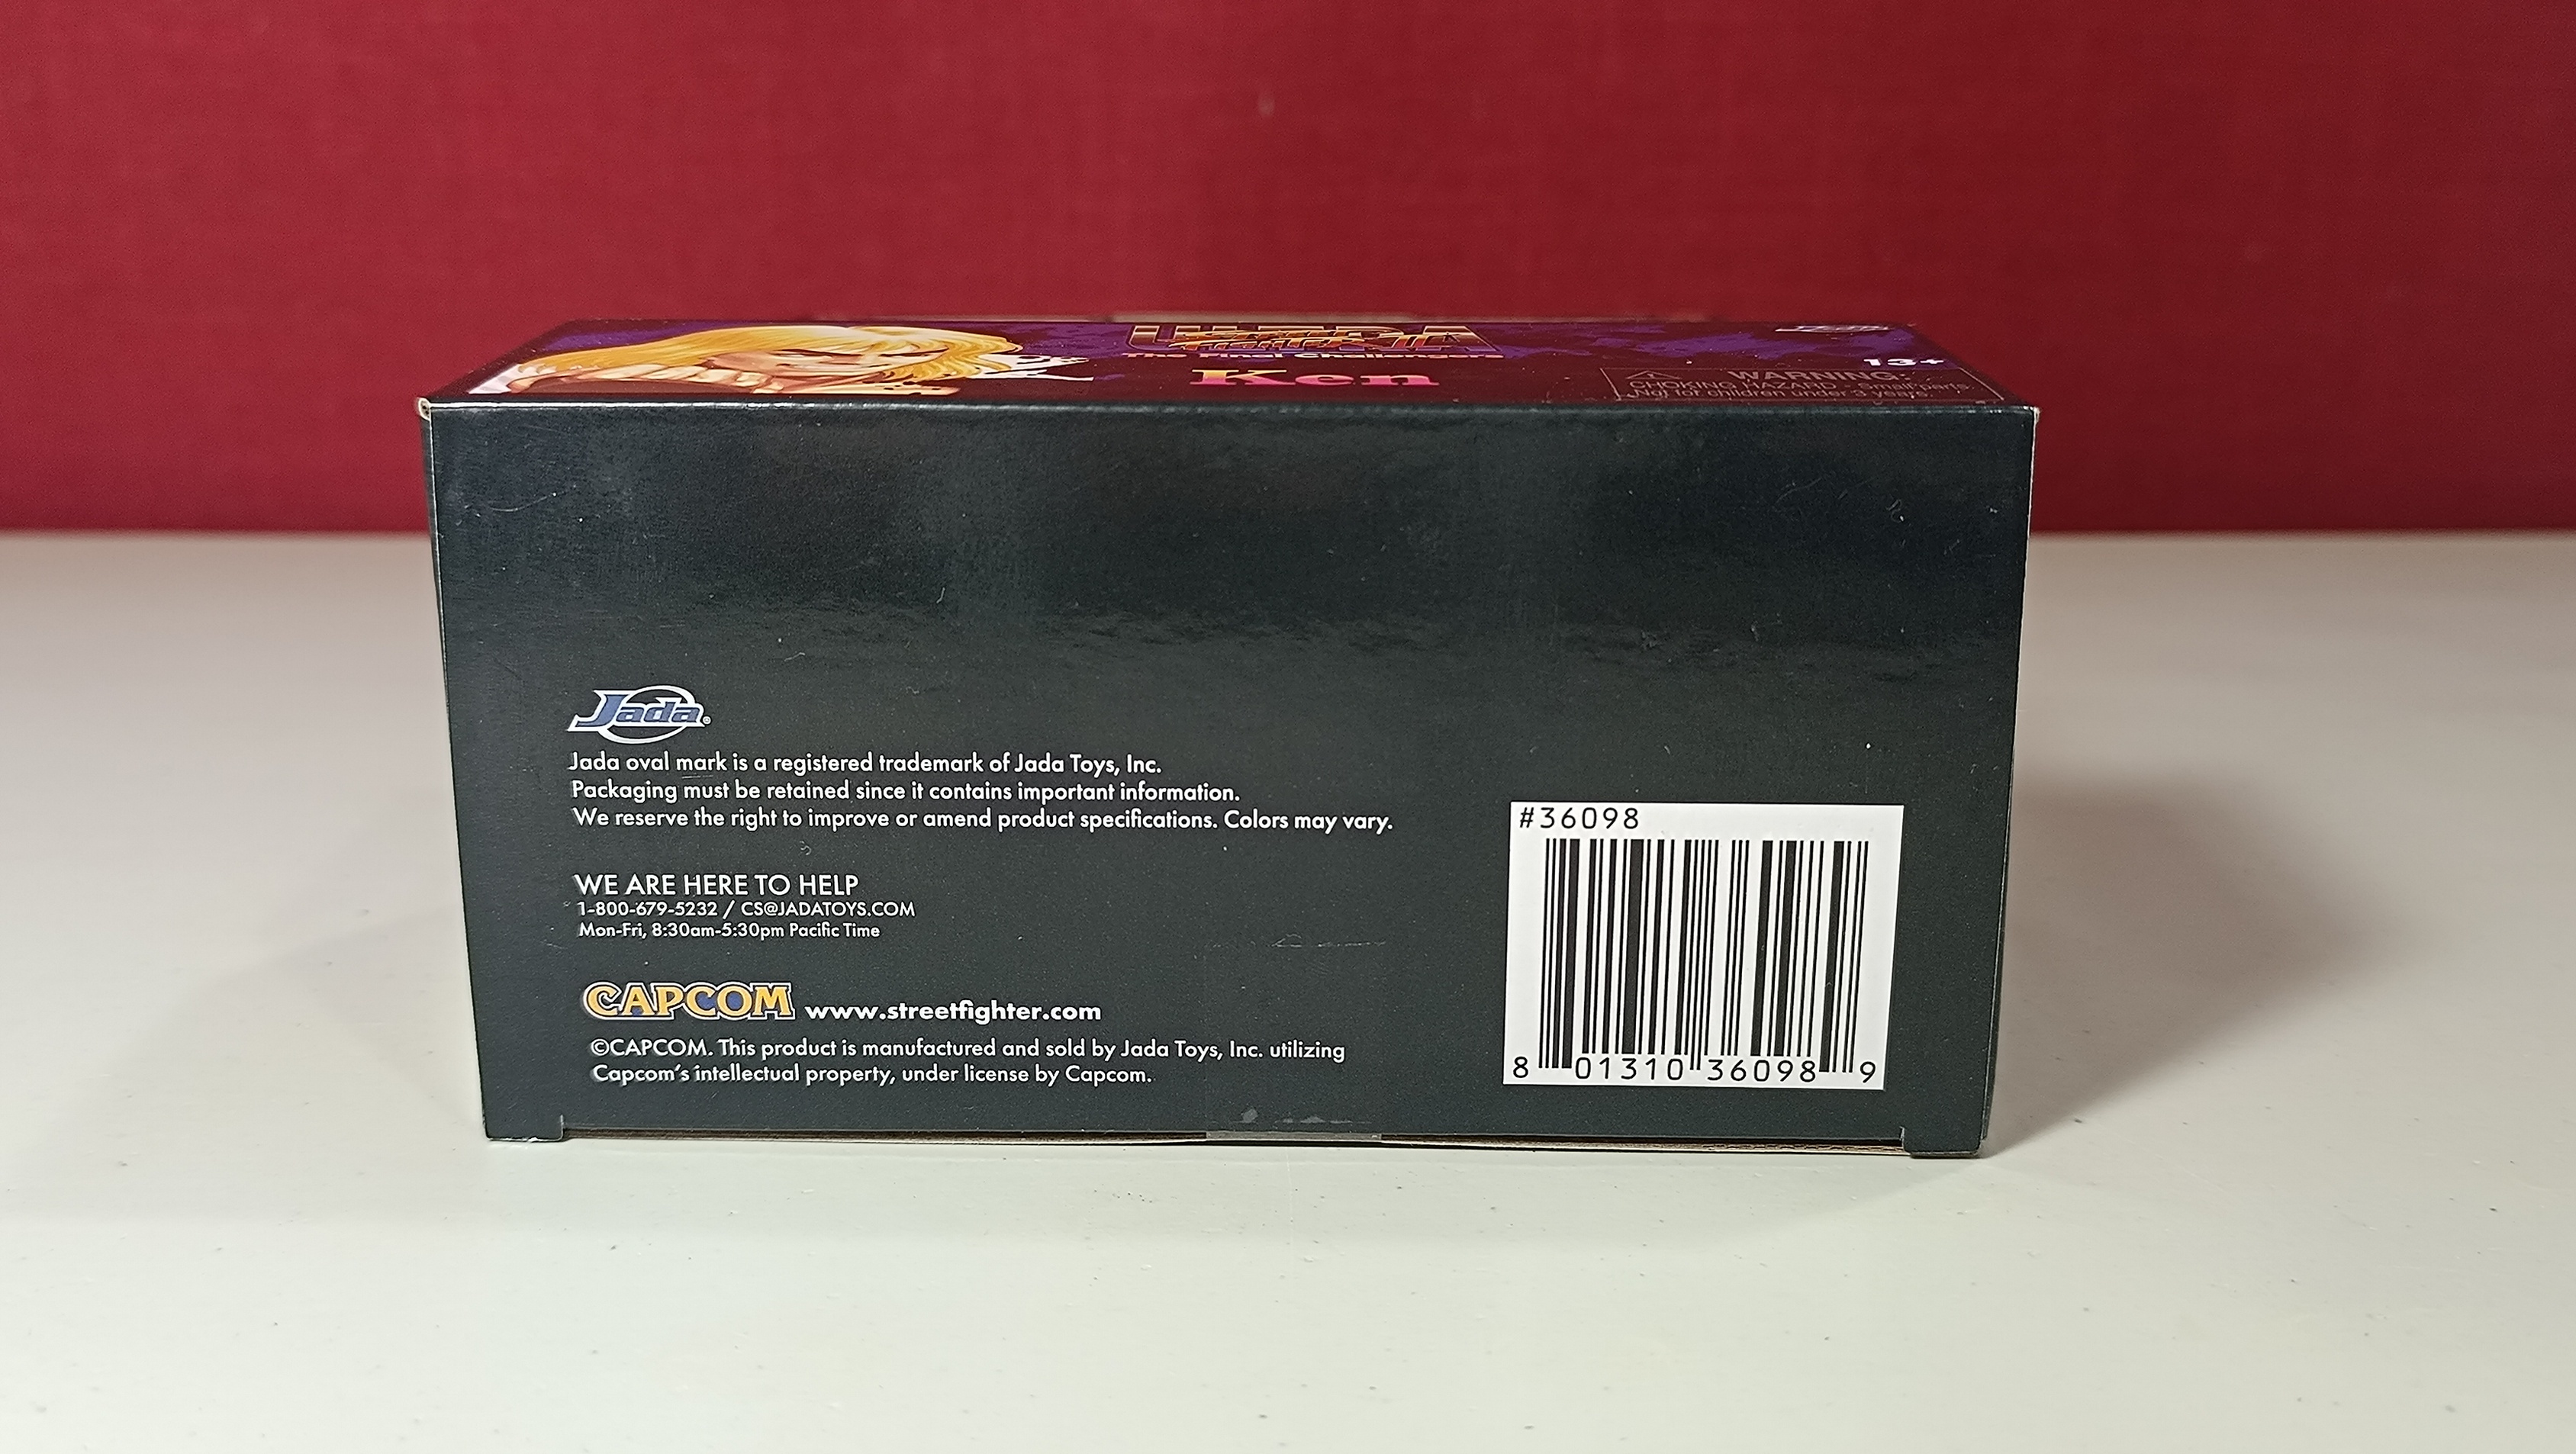 ULTRA
Street Fighter II
The Final Challengers
Ken
Jada
13+
WARNING:
CHOKING HAZARD - Small parts.
Not for children under 3 years.
Jada®
Jada oval mark is a registered trademark of Jada Toys, Inc.
Packaging must be retained since it contains important information.
We reserve the right to improve or amend product specifications. Colors may vary.
WE ARE HERE TO HELP
1-800-679-5232 / CS@JADATOYS.COM
Mon-Fri, 8:30am-5:30pm Pacific Time
CAPCOM www.streetfighter.com
©CAPCOM. This product is manufactured and sold by Jada Toys, Inc. utilizing
Capcom's intellectual property, under license by Capcom.
#36098
8 01310 36098 9